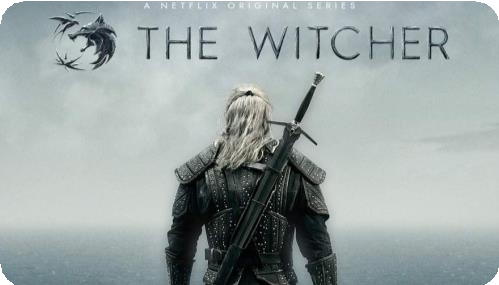 A NETFLIX ORIGINAL SERIES
THE WITCHER